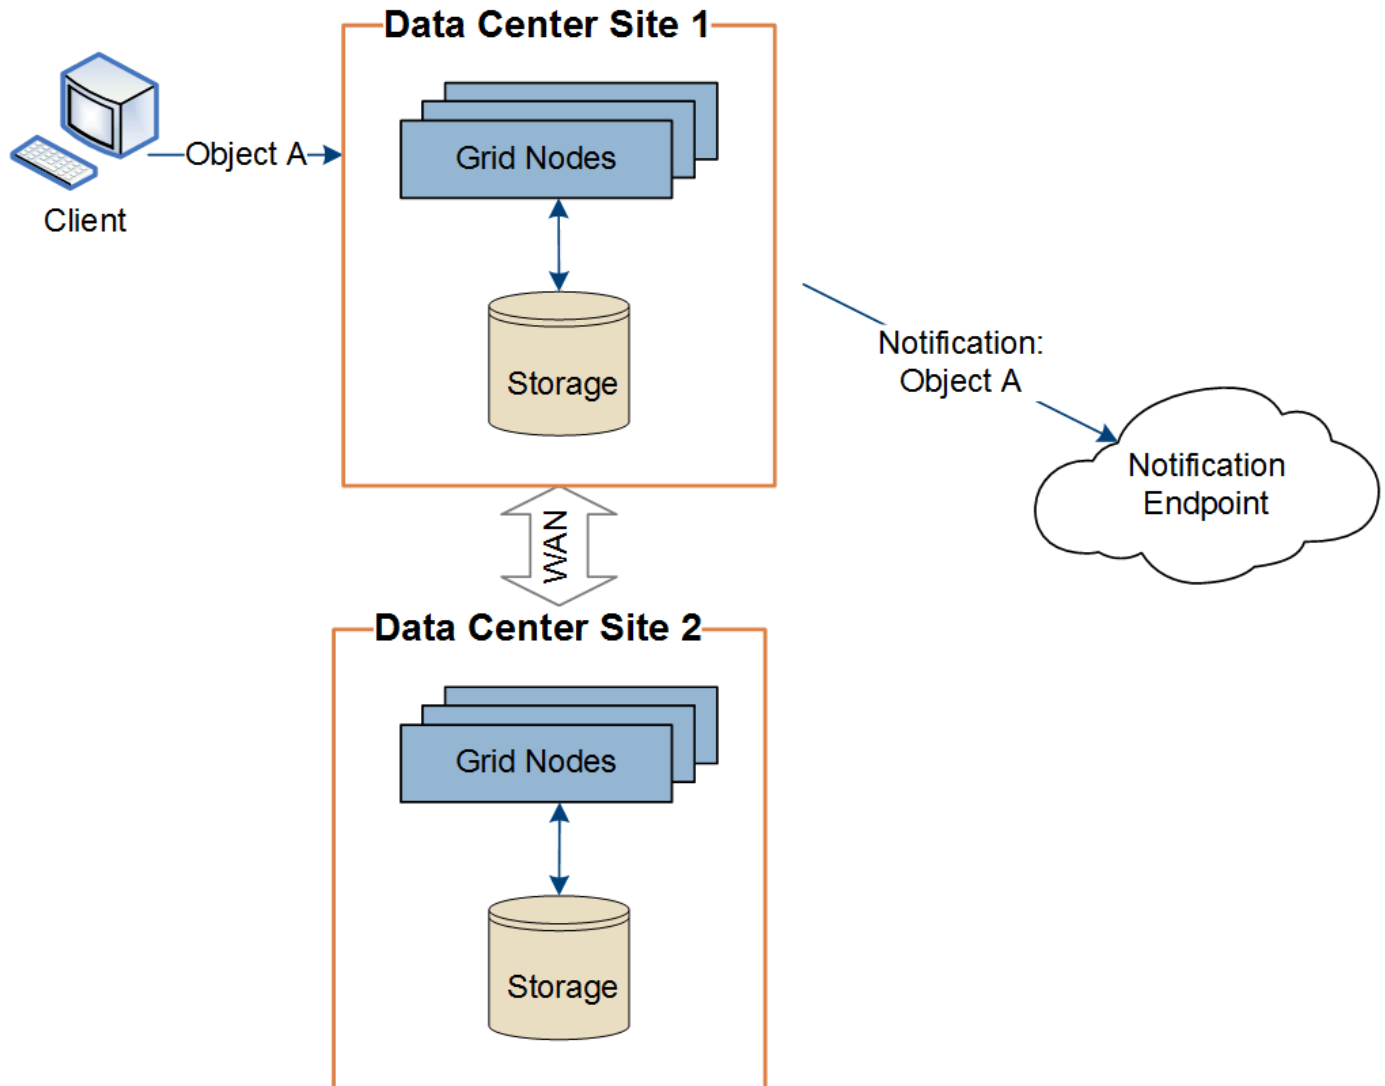 Data Center Site 1
Grid Nodes
Object A
Client
Storage
Notification:
Object A
Notification
Endpoint
WAN
Data Center Site 2
Grid Nodes
Storage